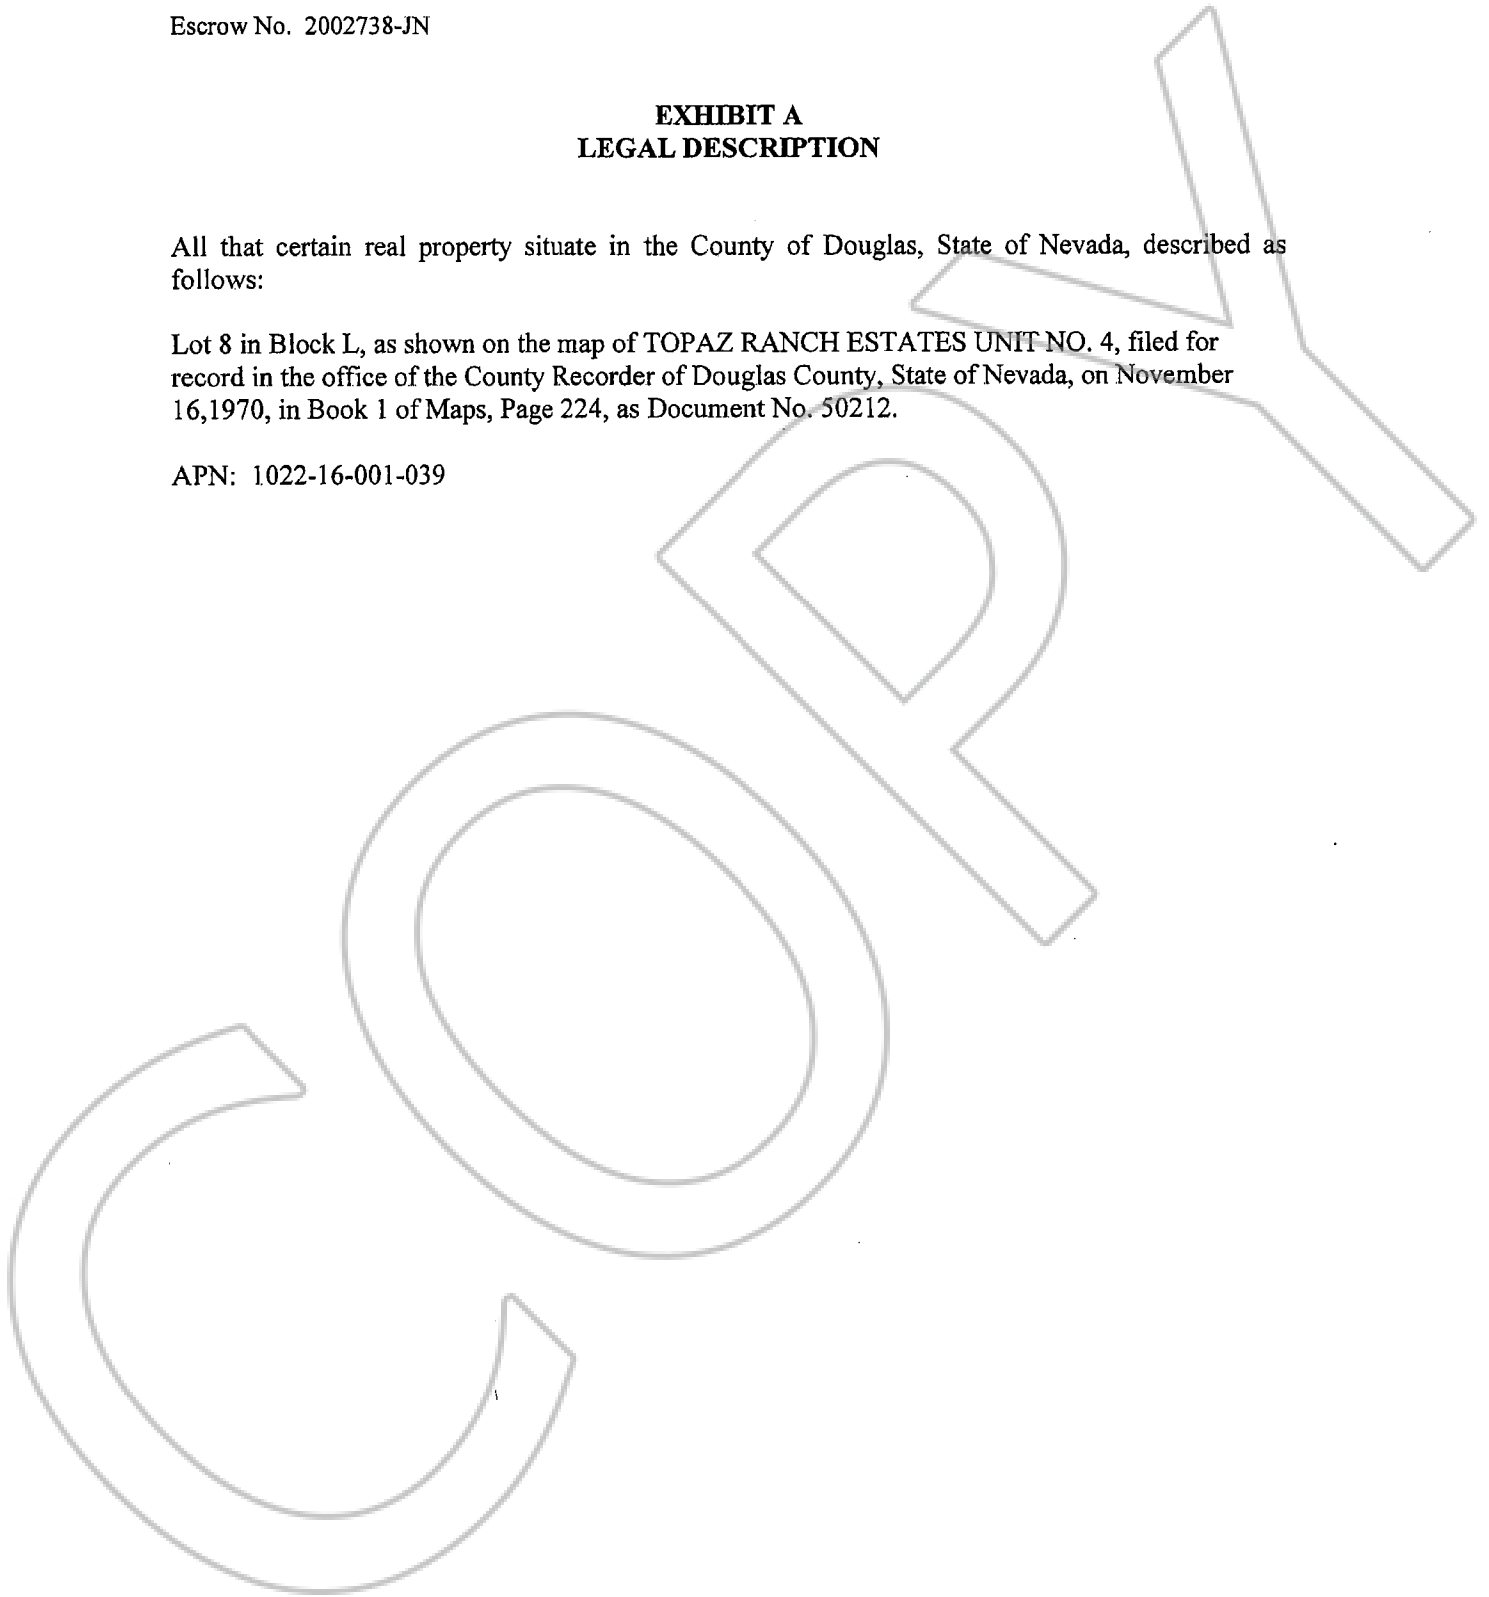 Escrow No. 2002738-JN
EXHIBIT A
LEGAL DESCRIPTION
All that certain real property situate in the County of Douglas, State of Nevada, described as
follows:
Lot 8 in Block L, as shown on the map of TOPAZ RANCH ESTATES UNIT NO. 4, filed for
record in the office of the County Recorder of Douglas County, State of Nevada, on November
16,1970, in Book 1 of Maps, Page 224, as Document No. 50212.
APN: 1022-16-001-039
COPY